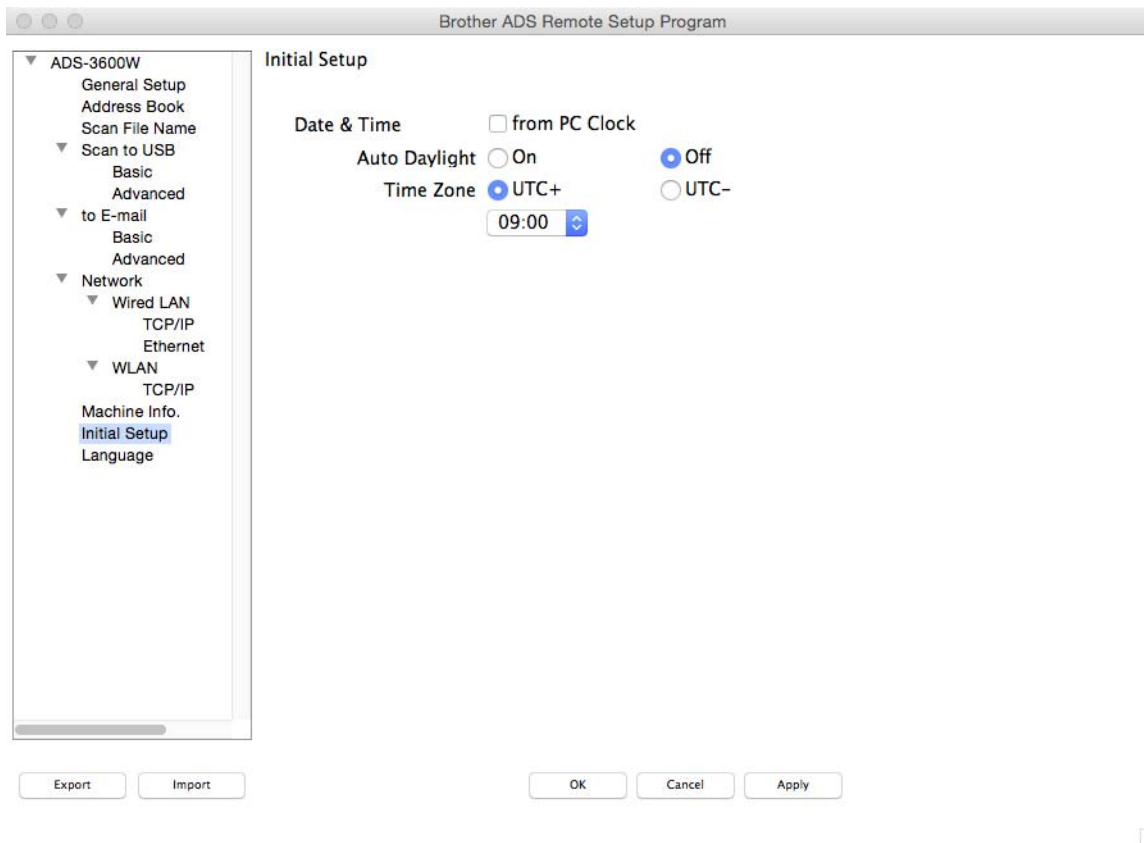 Brother ADS Remote Setup Program
ADS-3600W
General Setup
Address Book
Scan File Name
Scan to USB
Basic
Advanced
to E-mail
Basic
Advanced
Network
Wired LAN
TCP/IP
Ethernet
WLAN
TCP/IP
Machine Info.
Initial Setup
Language
Initial Setup
Date & Time from PC Clock
Auto Daylight On Off
Time Zone UTC+ UTC-
09:00
Export Import OK Cancel Apply